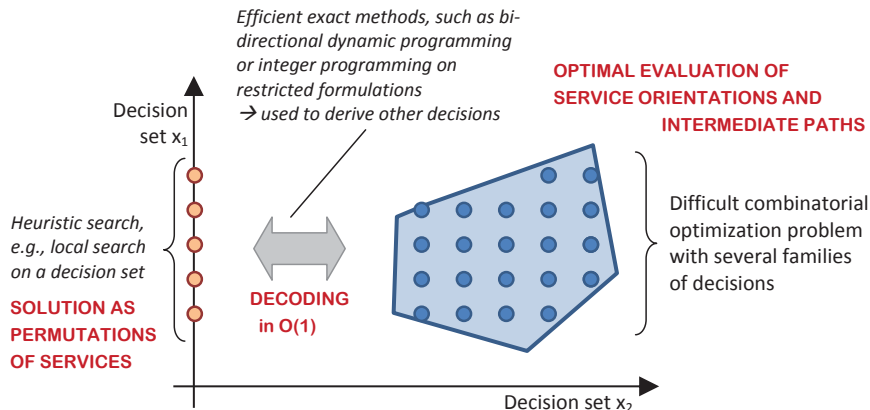 Efficient exact methods, such as bi-
directional dynamic programming
or integer programming on
restricted formulations
→ used to derive other decisions
OPTIMAL EVALUATION OF
SERVICE ORIENTATIONS AND
INTERMEDIATE PATHS
Decision
set x₁
Heuristic search,
e.g., local search
on a decision set
SOLUTION AS
PERMUTATIONS
OF SERVICES
DECODING
in O(1)
Difficult combinatorial
optimization problem
with several families
of decisions
Decision set x₂